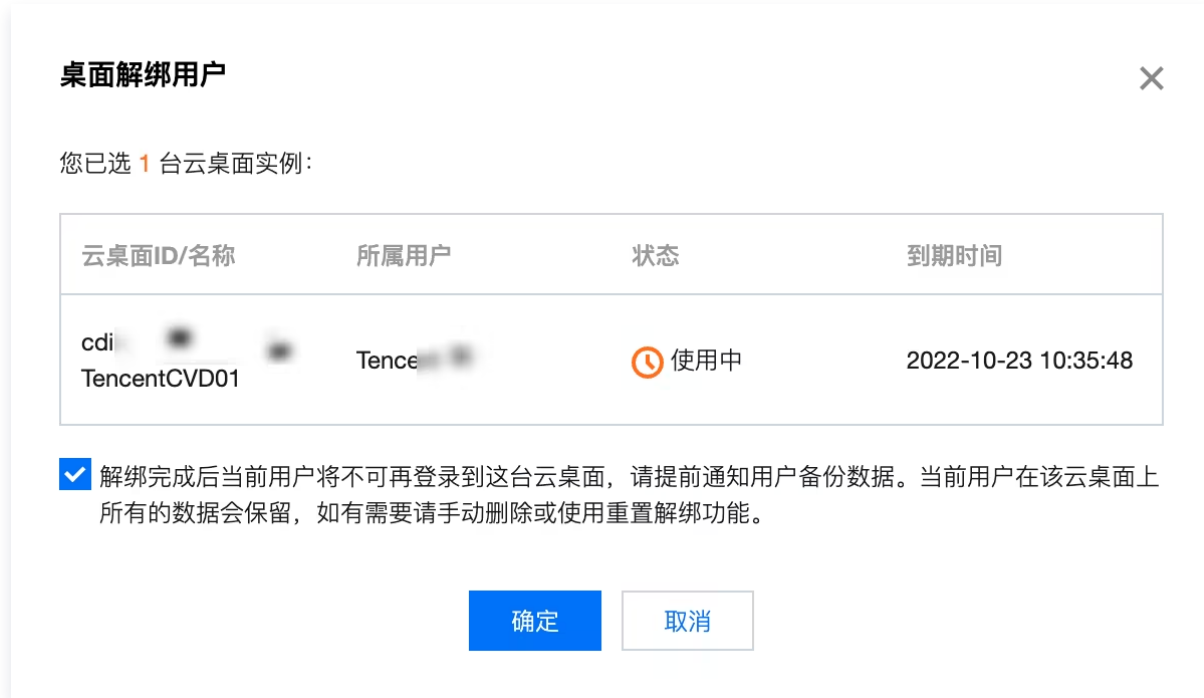 桌面解绑用户
您已选 1 台云桌面实例：
云桌面ID/名称 所属用户 状态 到期时间
TencentCVD01 使用中 2022-10-23 10:35:48
解绑完成后当前用户将不可再登录到这台云桌面，请提前通知用户备份数据。当前用户在该云桌面上
所有的数据会保留，如有需要请手动删除或使用重置解绑功能。
确定 取消